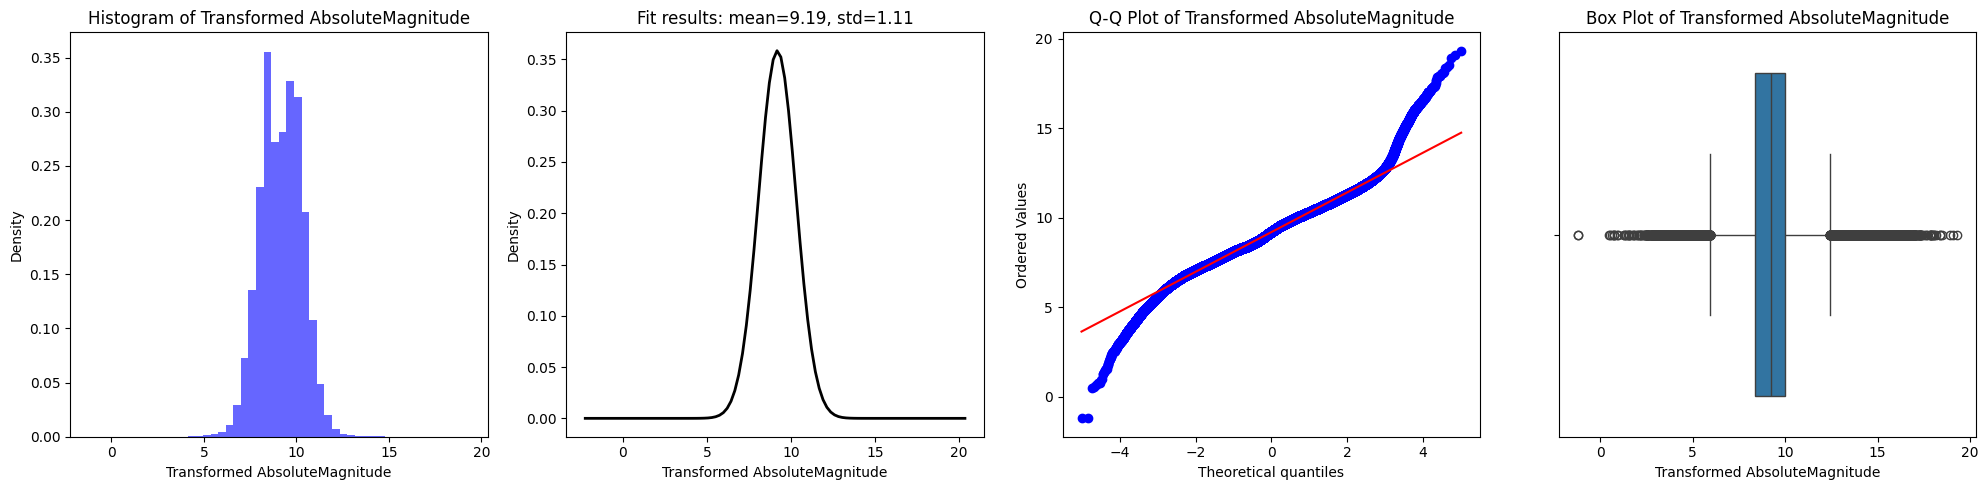 Histogram of Transformed AbsoluteMagnitude
0.35
0.30
0.25
0.20
0.15
0.10
0.05
0.00
Density
0 5 10 15 20
Transformed AbsoluteMagnitude
Fit results: mean=9.19, std=1.11
0.35
0.30
0.25
0.20
0.15
0.10
0.05
0.00
Density
0 5 10 15 20
Transformed AbsoluteMagnitude
Q-Q Plot of Transformed AbsoluteMagnitude
20
15
10
5
0
Ordered Values
−4 −2 0 2 4
Theoretical quantiles
Box Plot of Transformed AbsoluteMagnitude
0 5 10 15 20
Transformed AbsoluteMagnitude